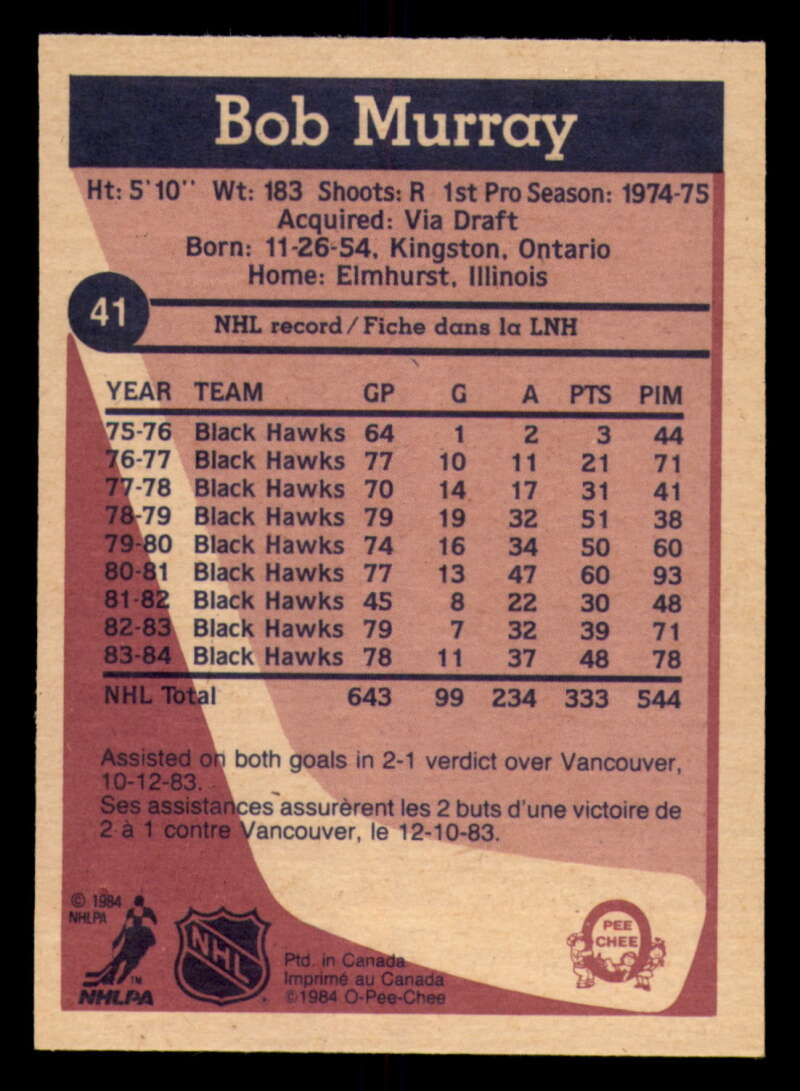 Bob Murray
Ht: 5'10'' Wt: 183 Shoots: R 1st Pro Season: 1974-75
Acquired: Via Draft
Born: 11-26-54, Kingston, Ontario
Home: Elmhurst, Illinois
41
NHL record/Fiche dans la LNH
YEAR TEAM GP G A PTS PIM
75-76 Black Hawks 64 1 2 3 44
76-77 Black Hawks 77 10 11 21 71
77-78 Black Hawks 70 14 17 31 41
78-79 Black Hawks 79 19 32 51 38
79-80 Black Hawks 74 16 34 50 60
80-81 Black Hawks 77 13 47 60 93
81-82 Black Hawks 45 8 22 30 48
82-83 Black Hawks 79 7 32 39 71
83-84 Black Hawks 78 11 37 48 78
NHL Total 643 99 234 333 544
Assisted on both goals in 2-1 verdict over Vancouver,
10-12-83.
Ses assistances assurèrent les 2 buts d'une victoire de
2 à 1 contre Vancouver, le 12-10-83.
© 1984
NHLPA
TM
NHLPA
NHL
Ptd. in Canada
Imprimé au Canada
©1984 O-Pee-Chee
PEE
CHEE